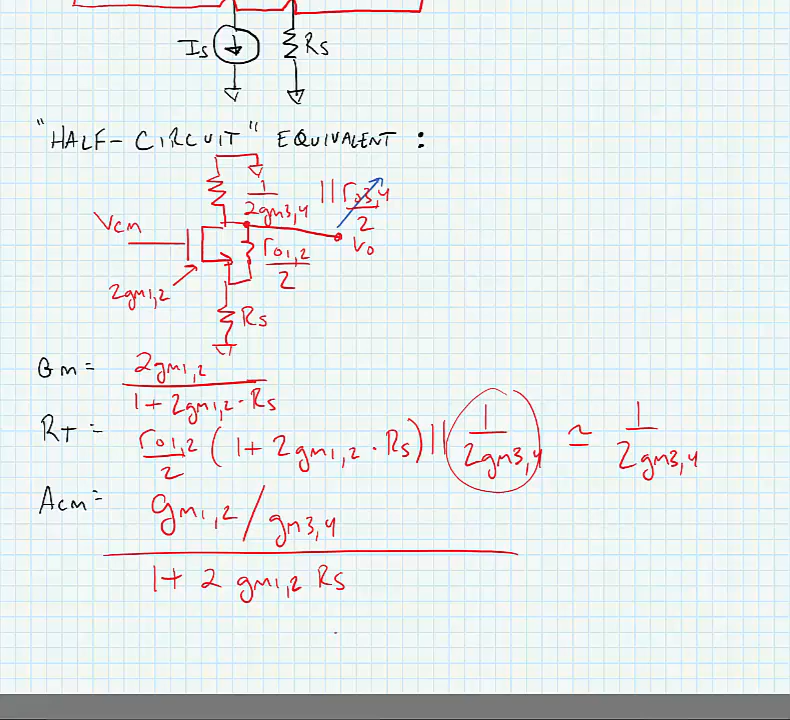 Is Rs
"HALF-CIRCUIT" EQUIVALENT :
1/2gm3,4 || ro3,4/2
Vcm
ro1,2/2
Vo
2gm1,2
Rs
Gm = 2gm1,2 / 1 + 2gm1,2 · Rs
RT = ro1,2/2 ( 1 + 2gm1,2 · Rs) || 1/2gm3,4 ≃ 1/2gm3,4
Acm = gm1,2 / gm3,4
1 + 2 gm1,2 Rs